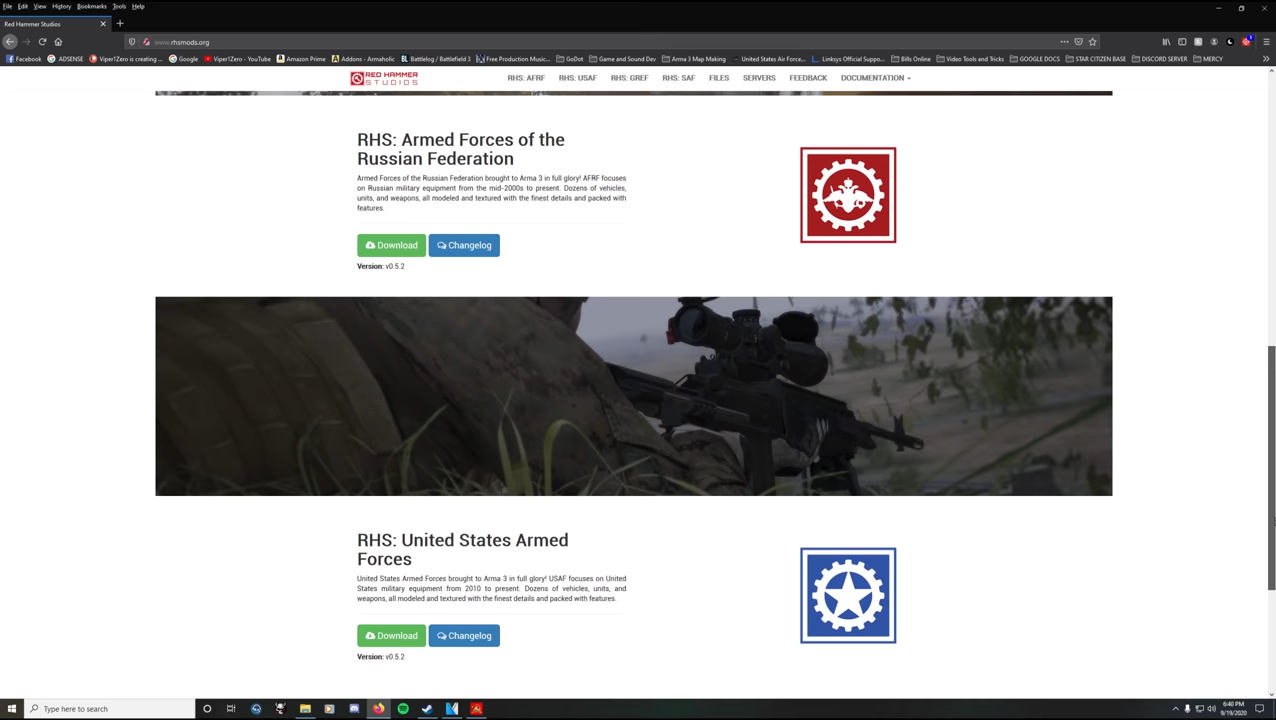 File Edit View History Bookmarks Tools Help
Red Hammer Studios
www.rhsmods.org
Facebook ADSENSE Viper1Zero is creating ... Google Viper1Zero - YouTube Amazon Prime Addons - Armaholic Battlelog / Battlefield 3 Free Production Music... GoDot Game and Sound Dev Arma 3 Map Making United States Air Force... Linksys Official Suppo... Bills Online Video Tools and Tricks GOOGLE DOCS STAR CITIZEN BASE DISCORD SERVER MERCY
RED HAMMER
STUDIOS
RHS: AFRF RHS: USAF RHS: GREF RHS: SAF FILES SERVERS FEEDBACK DOCUMENTATION
RHS: Armed Forces of the
Russian Federation
Armed Forces of the Russian Federation brought to Arma 3 in full glory! AFRF focuses
on Russian military equipment from the mid-2000s to present. Dozens of vehicles,
units, and weapons, all modeled and textured with the finest details and packed with
features.
Download Changelog
Version: v0.5.2
RHS: United States Armed
Forces
United States Armed Forces brought to Arma 3 in full glory! USAF focuses on United
States military equipment from 2010 to present. Dozens of vehicles, units, and
weapons, all modeled and textured with the finest details and packed with features.
Download Changelog
Version: v0.5.2
Type here to search
6:40 PM
9/19/2020